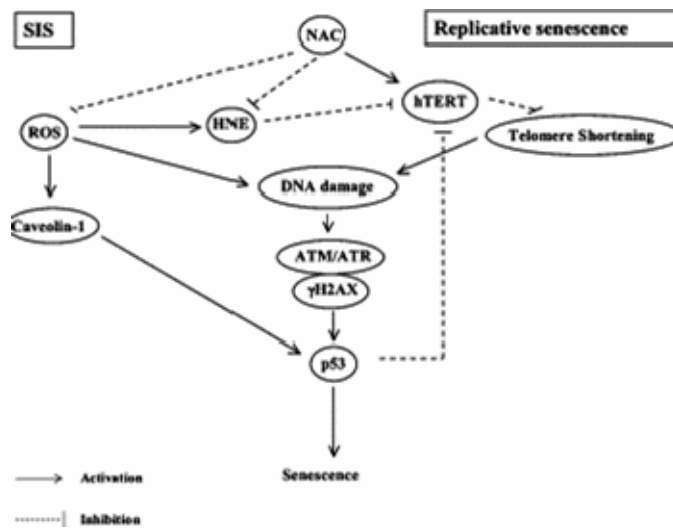 SIS
NAC
Replicative senescence
hTERT
ROS
HNE
Telomere Shortening
DNA damage
Caveolin-1
ATM/ATR
γH2AX
p53
Senescence
Activation
Inhibition